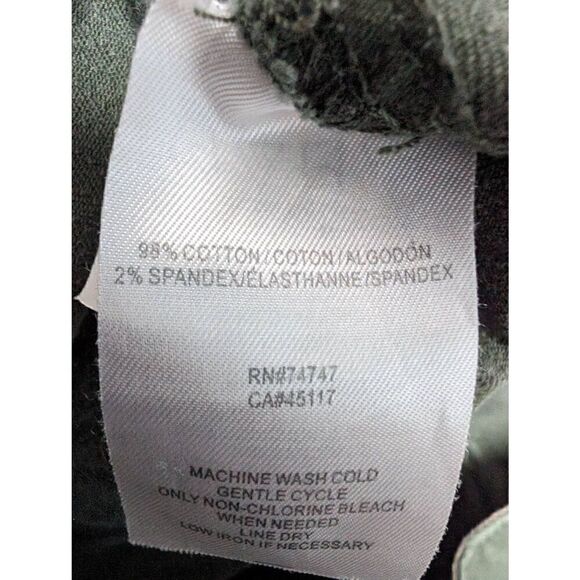 98% COTTON/COTON/ALGODÓN
2% SPANDEX/ÉLASTHANNE/SPANDEX
RN#74747
CA#45117
MACHINE WASH COLD
GENTLE CYCLE
ONLY NON-CHLORINE BLEACH
WHEN NEEDED
LINE DRY
LOW IRON IF NECESSARY